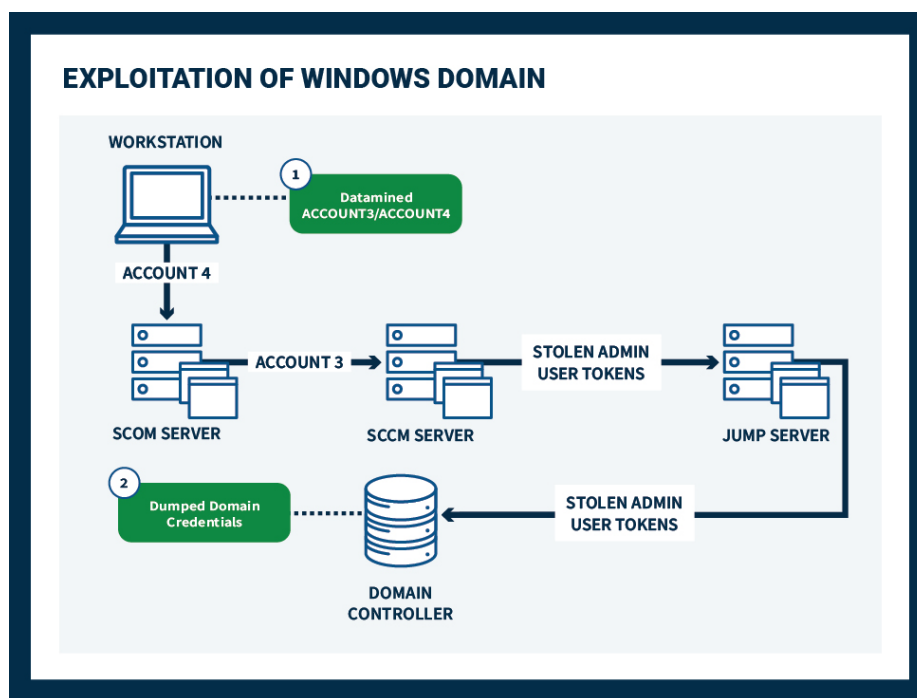 EXPLOITATION OF WINDOWS DOMAIN
WORKSTATION
1
Datamined
ACCOUNT3/ACCOUNT4
ACCOUNT 4
ACCOUNT 3
STOLEN ADMIN
USER TOKENS
SCOM SERVER
SCCM SERVER
JUMP SERVER
2
Dumped Domain
Credentials
STOLEN ADMIN
USER TOKENS
DOMAIN
CONTROLLER